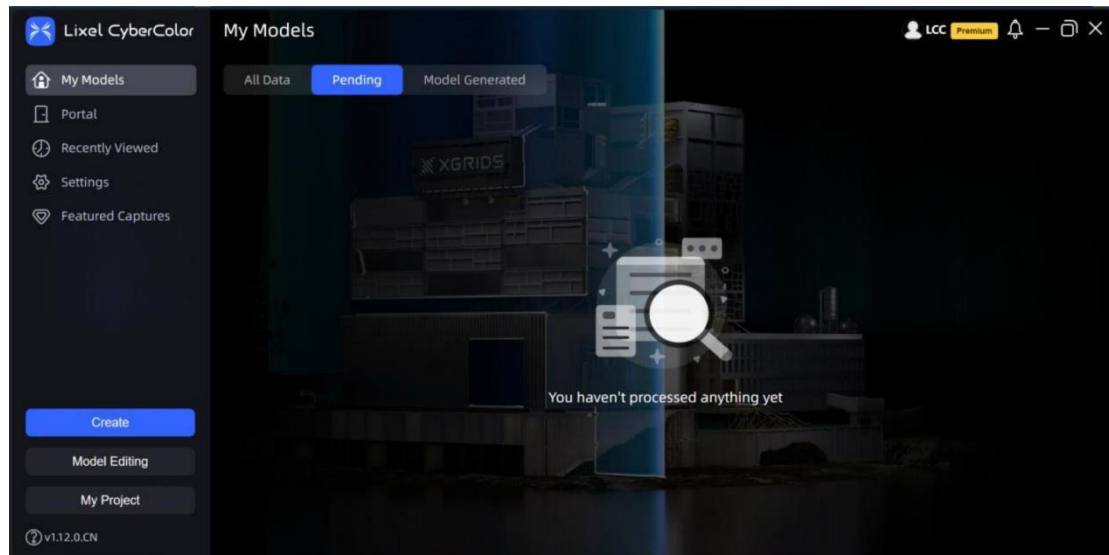 Lixel CyberColor
My Models
LCC Premium
My Models
Portal
Recently Viewed
Settings
Featured Captures
All Data Pending Model Generated
XGRIDS
You haven't processed anything yet
Create
Model Editing
My Project
v1.12.0.CN